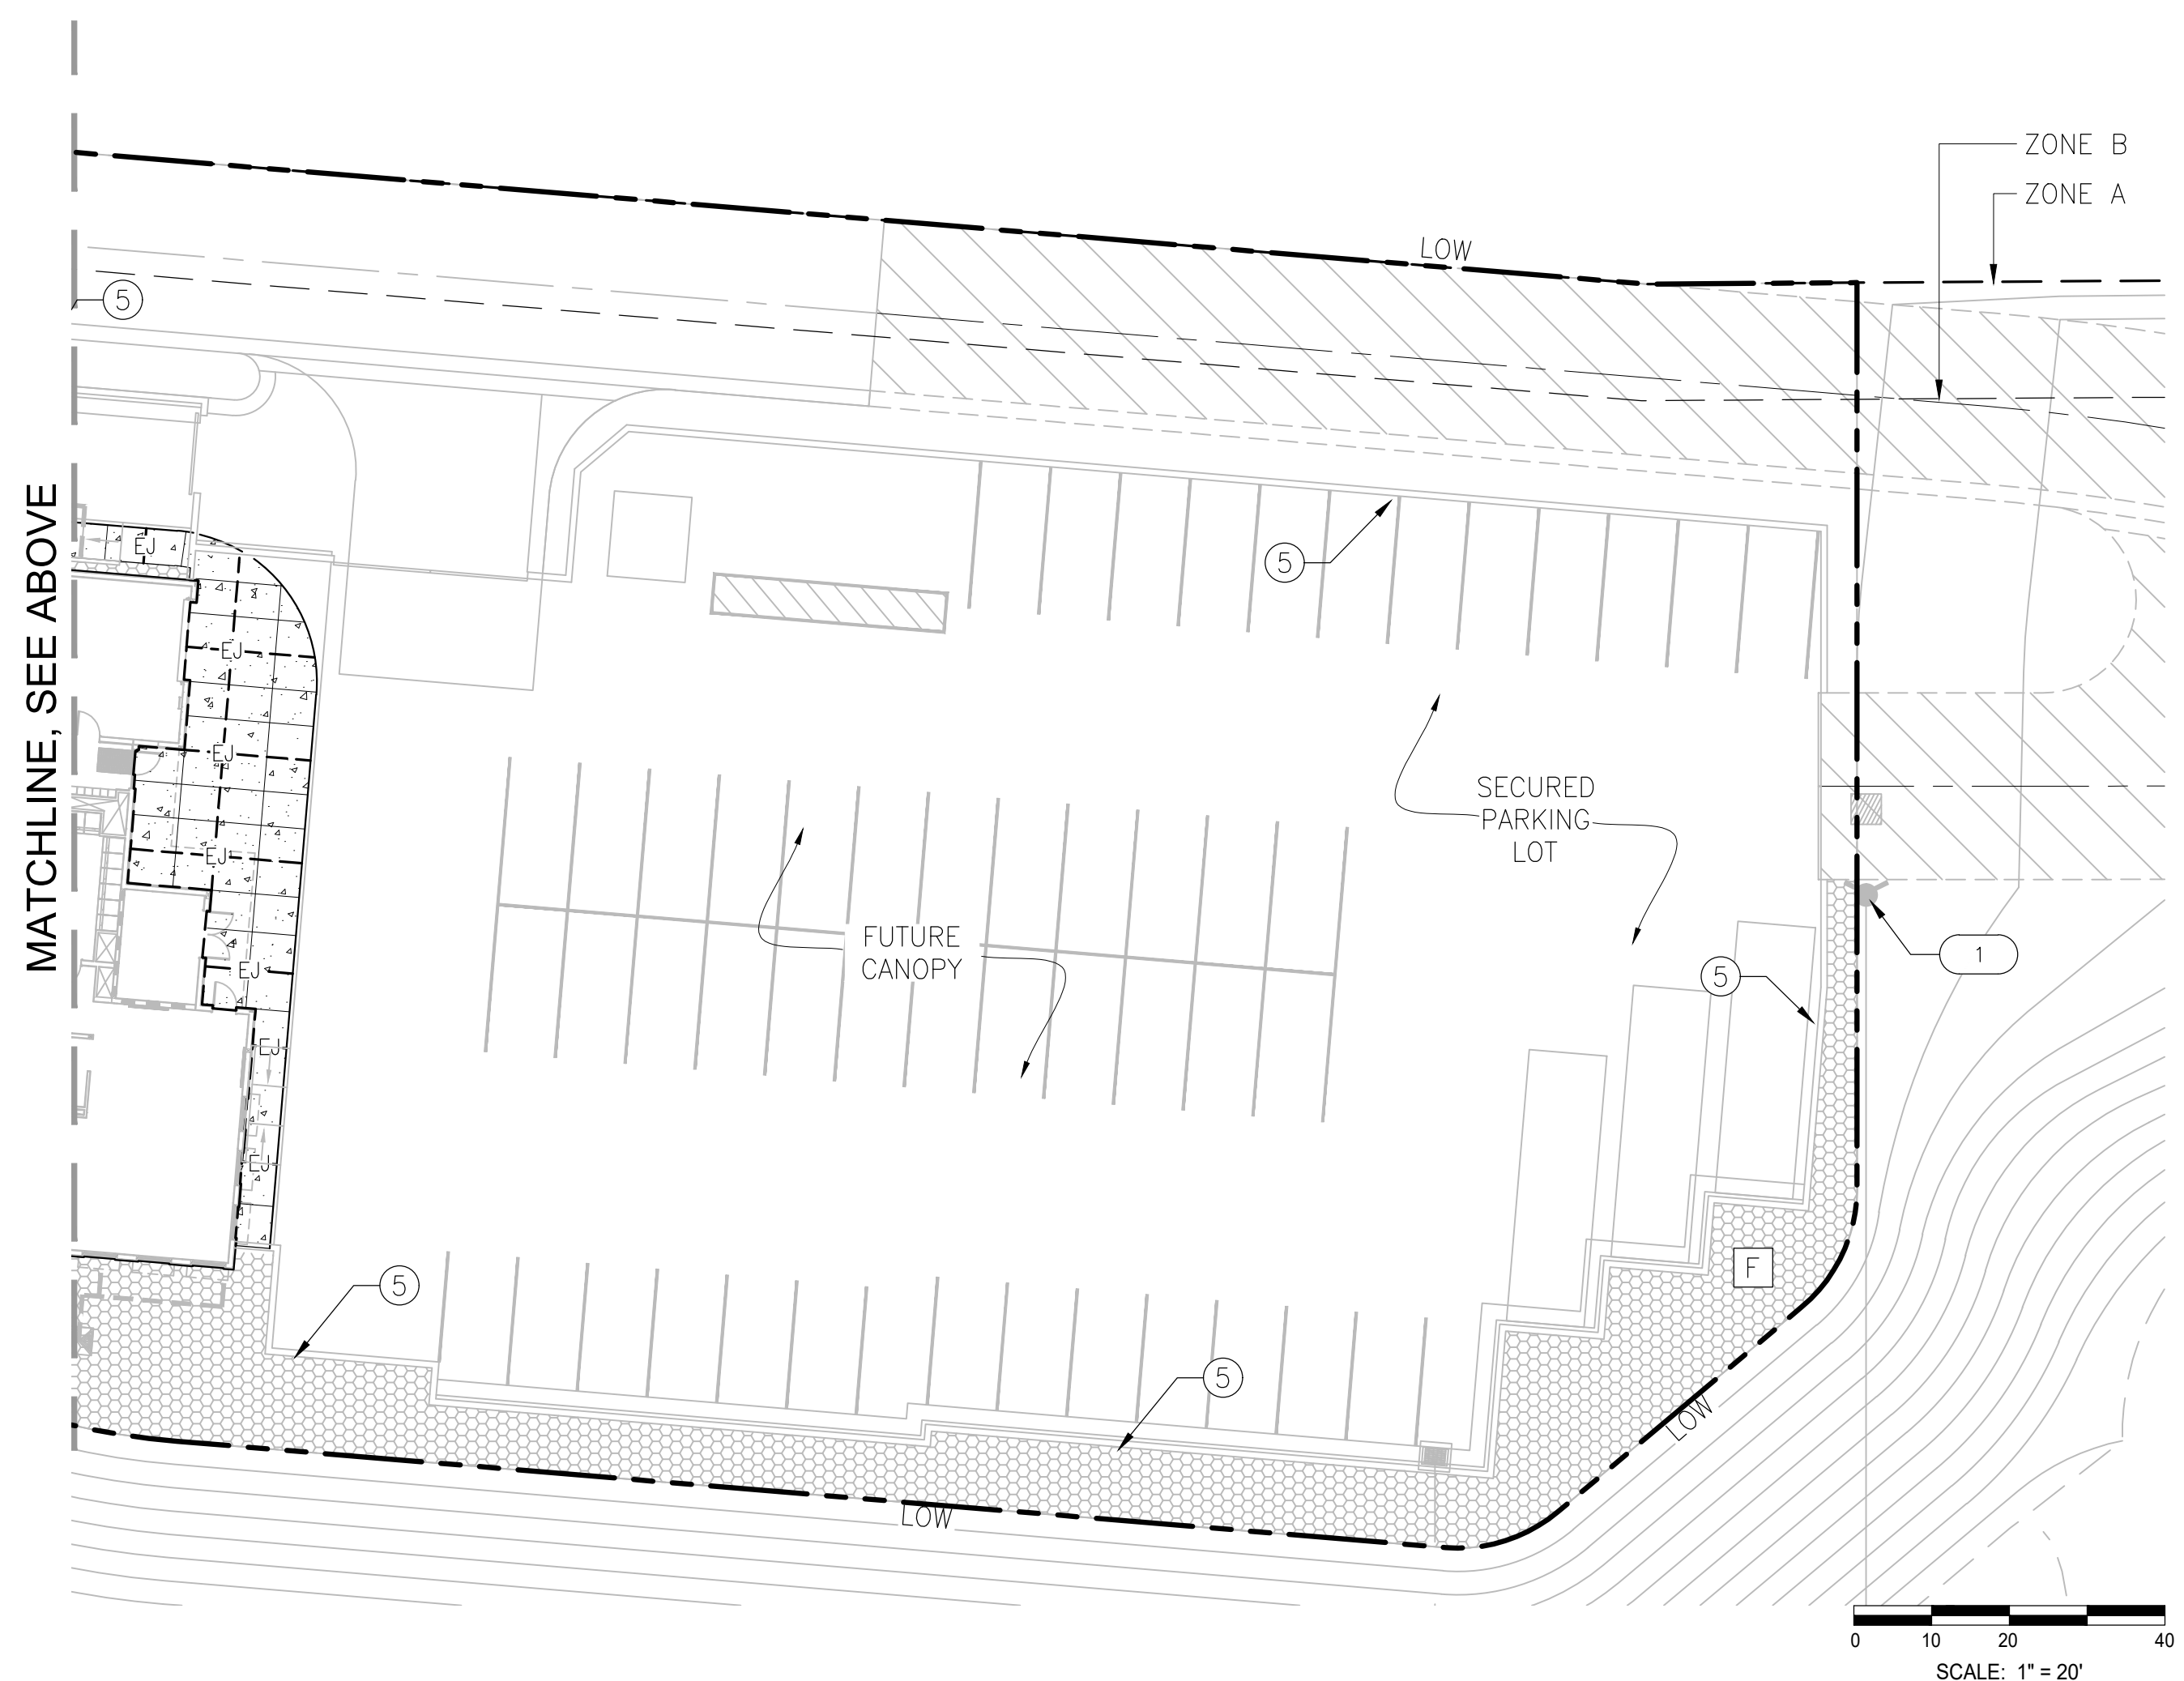 ZONE B
ZONE A
LOW
5
EJ
5
EJ
MATCHLINE, SEE ABOVE
EJ
SECURED
PARKING
LOT
EJ
FUTURE
CANOPY
1
EJ
5
EJ
EJ
F
5
5
LOW
LOW
0 10 20 40
SCALE: 1" = 20'